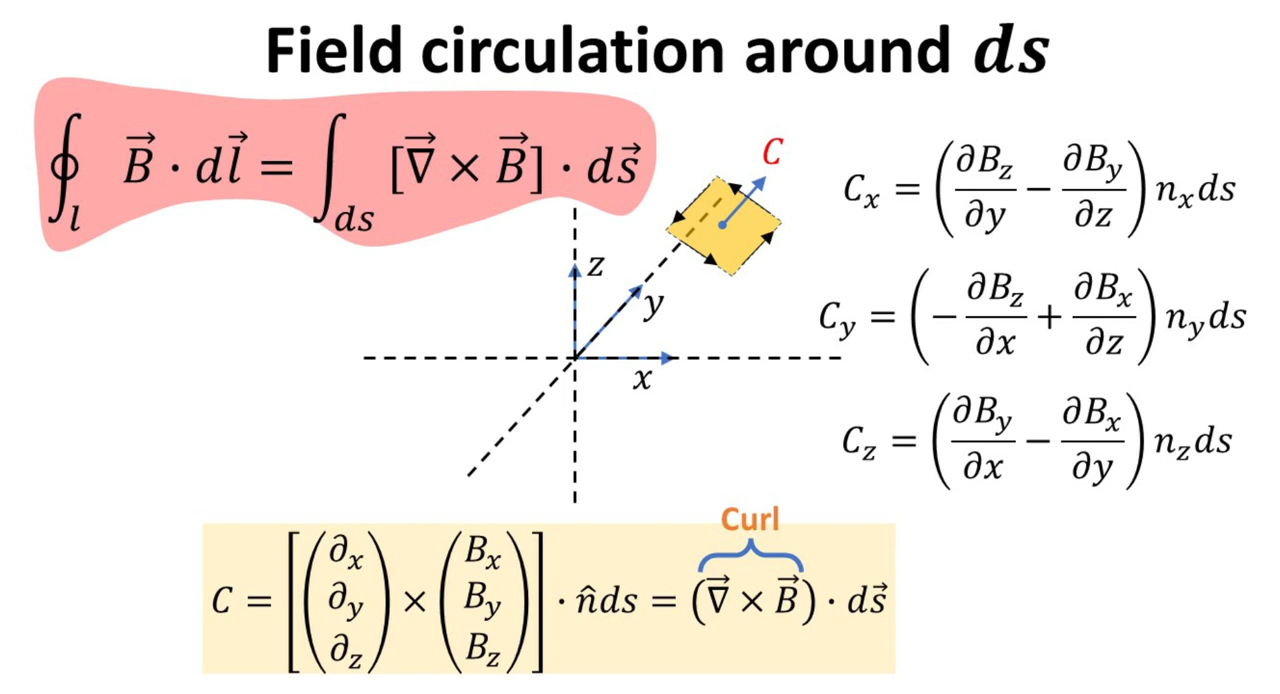 Field circulation around ds
∮_l B⃗ · dl⃗ = ∫_ds [∇⃗ × B⃗] · ds⃗
C
C_x = (∂B_z/∂y − ∂B_y/∂z) n_x ds
z
y
x
C_y = (−∂B_z/∂x + ∂B_x/∂z) n_y ds
C_z = (∂B_y/∂x − ∂B_x/∂y) n_z ds
Curl
C = [(∂_x ∂_y ∂_z) × (B_x B_y B_z)] · n̂ds = (∇⃗ × B⃗) · ds⃗